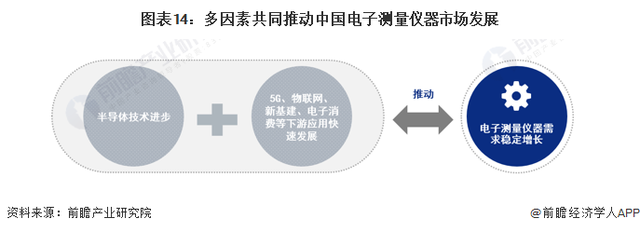 图表14：多因素共同推动中国电子测量仪器市场发展
半导体技术进步
5G、物联网、
新基建、电子消
费等下游应用快
速发展
推动
电子测量仪器需
求稳定增长
资料来源：前瞻产业研究院
@前瞻经济学人APP